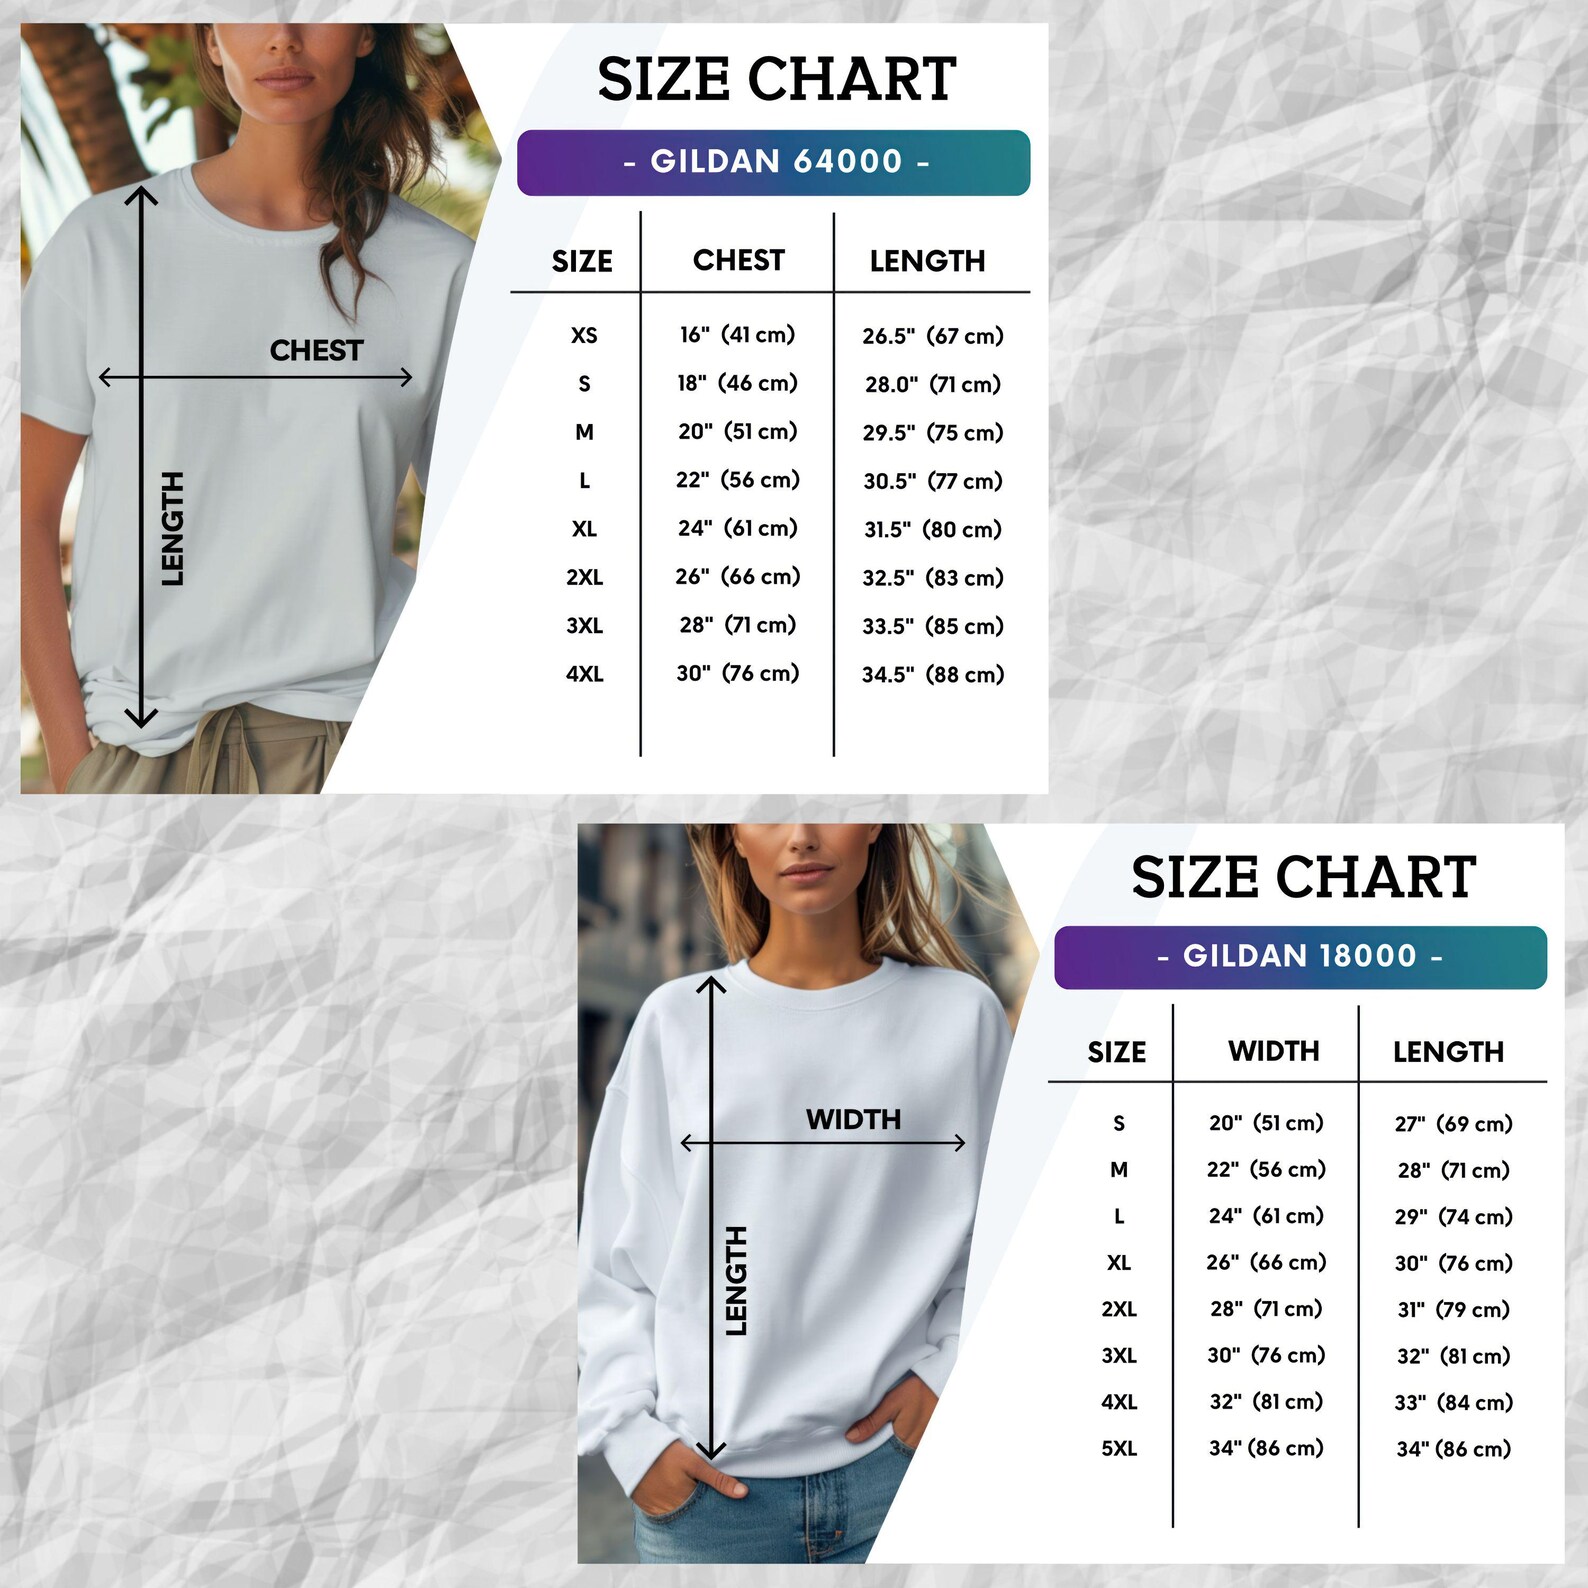 SIZE CHART
- GILDAN 64000 -
SIZE CHEST LENGTH
XS 16" (41 cm) 26.5" (67 cm)
S 18" (46 cm) 28.0" (71 cm)
M 20" (51 cm) 29.5" (75 cm)
L 22" (56 cm) 30.5" (77 cm)
XL 24" (61 cm) 31.5" (80 cm)
2XL 26" (66 cm) 32.5" (83 cm)
3XL 28" (71 cm) 33.5" (85 cm)
4XL 30" (76 cm) 34.5" (88 cm)
CHEST
LENGTH
SIZE CHART
- GILDAN 18000 -
SIZE WIDTH LENGTH
S 20" (51 cm) 27" (69 cm)
M 22" (56 cm) 28" (71 cm)
L 24" (61 cm) 29" (74 cm)
XL 26" (66 cm) 30" (76 cm)
2XL 28" (71 cm) 31" (79 cm)
3XL 30" (76 cm) 32" (81 cm)
4XL 32" (81 cm) 33" (84 cm)
5XL 34" (86 cm) 34" (86 cm)
WIDTH
LENGTH